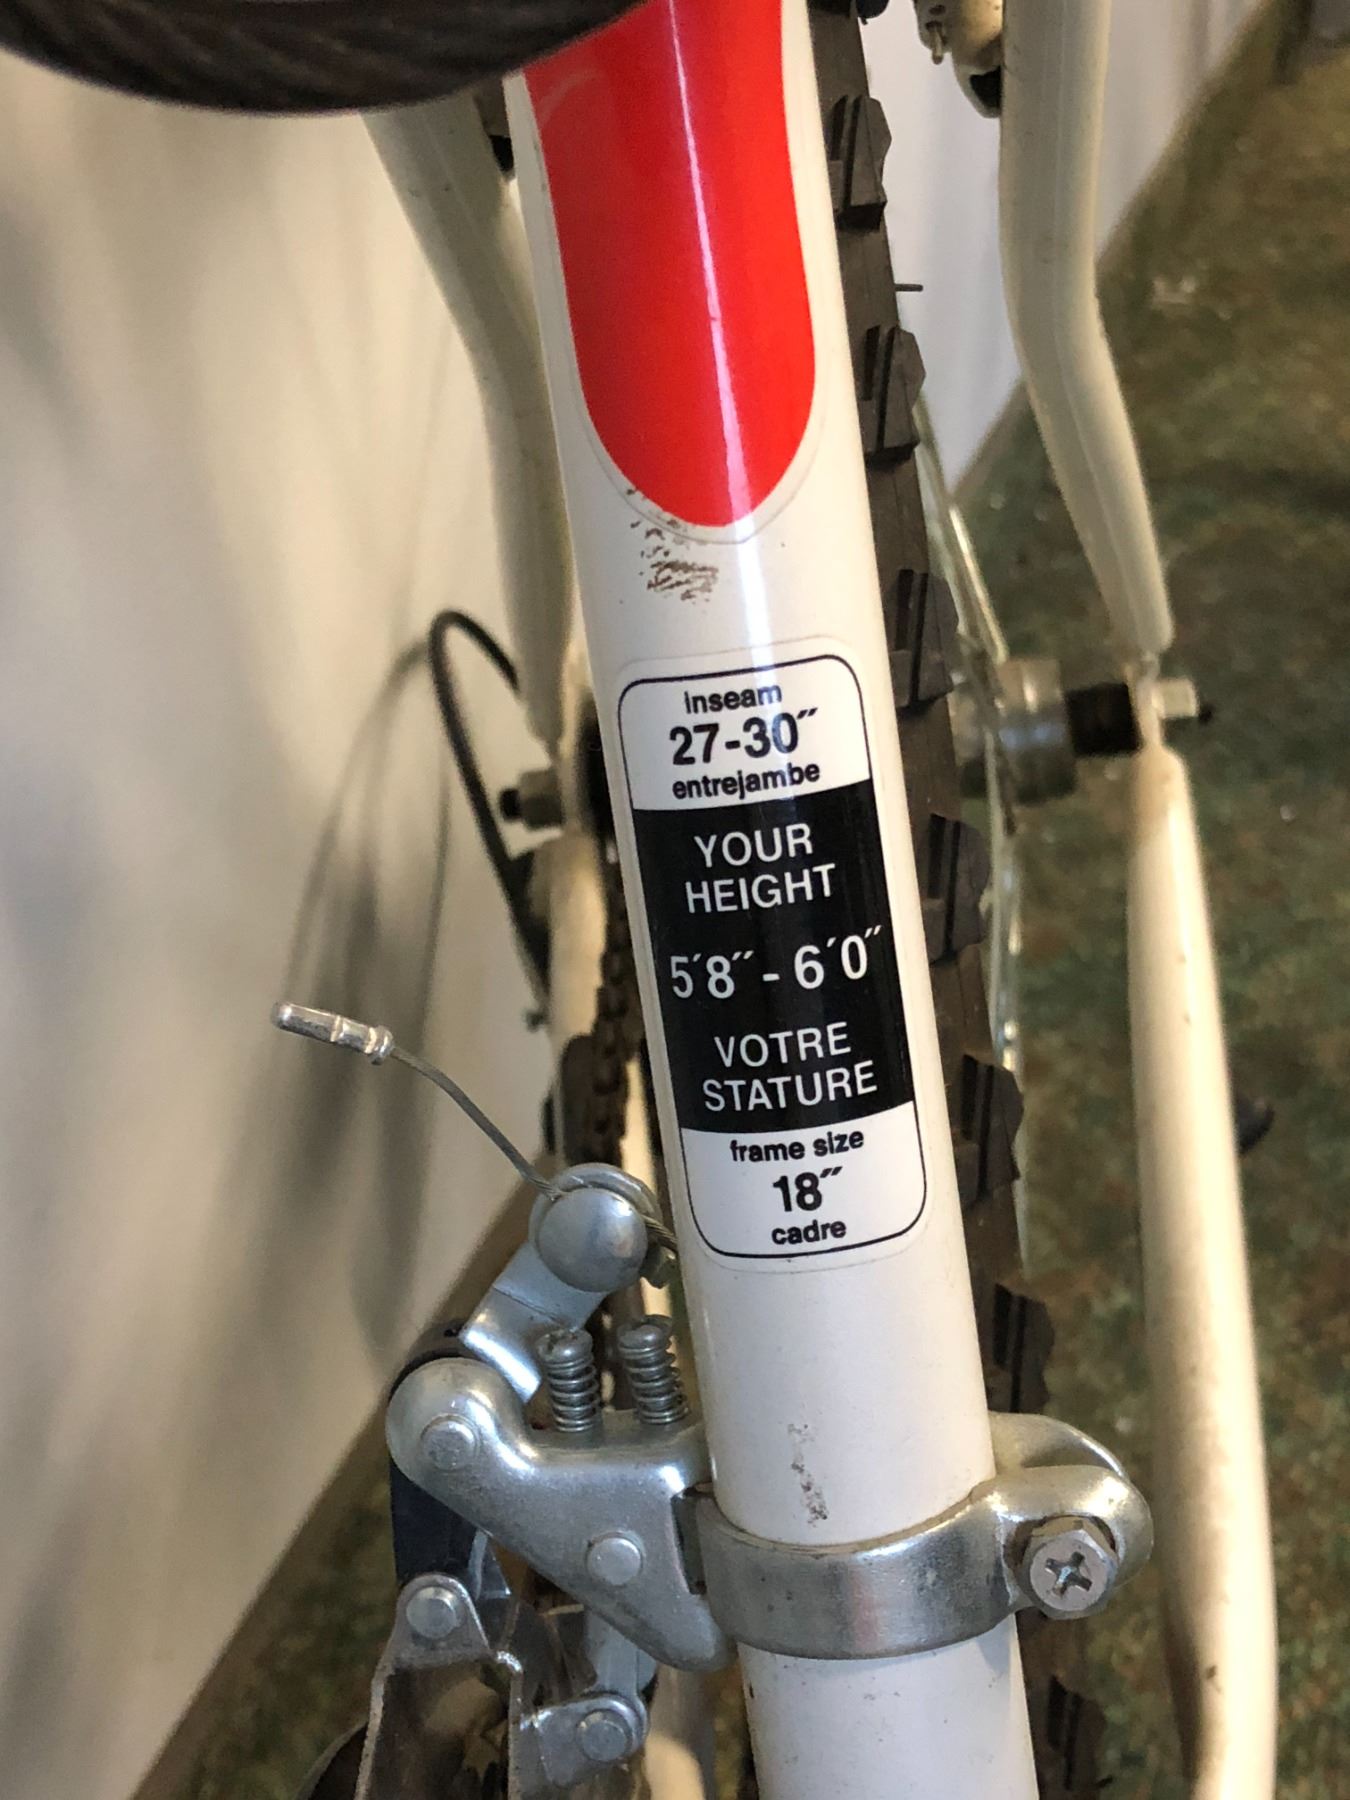 inseam
27-30″
entrejambe
YOUR
HEIGHT
5′8″ - 6′0″
VOTRE
STATURE
frame size
18″
cadre